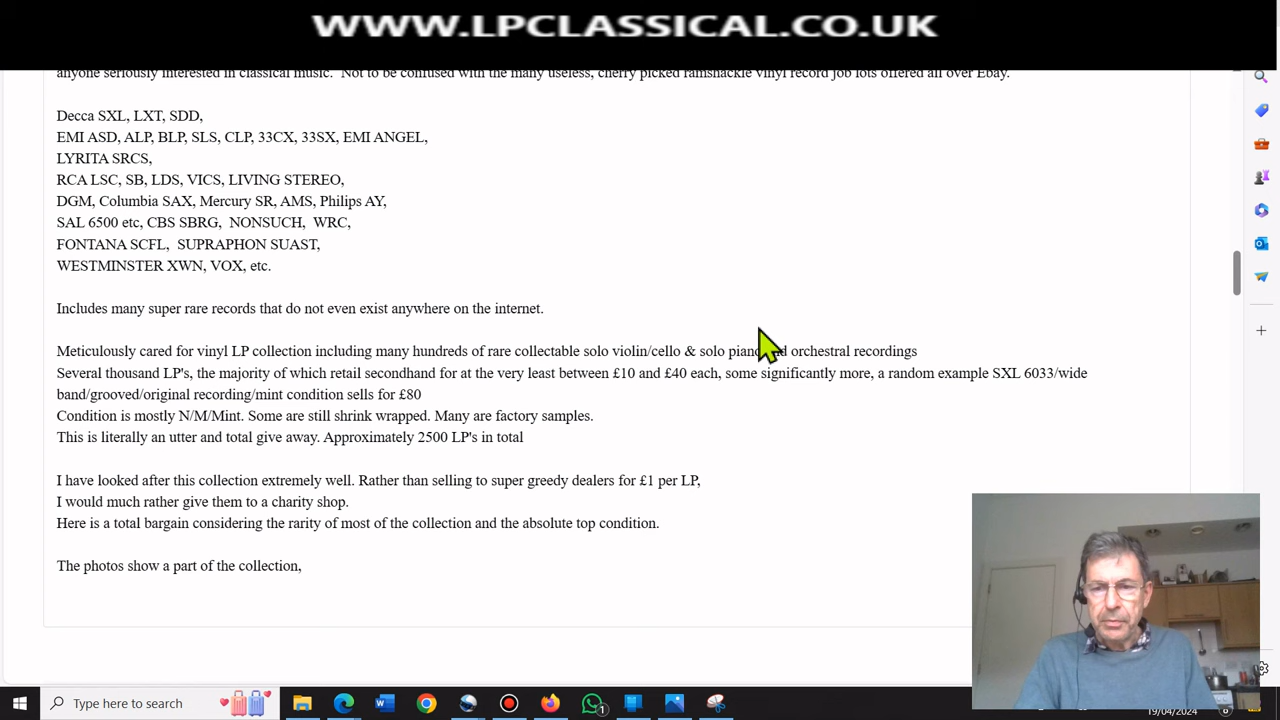 WWW.LPCLASSICAL.CO.UK
anyone seriously interested in classical music. Not to be confused with the many useless, cherry picked ramshackle vinyl record job lots offered all over Ebay.
Decca SXL, LXT, SDD,
EMI ASD, ALP, BLP, SLS, CLP, 33CX, 33SX, EMI ANGEL,
LYRITA SRCS,
RCA LSC, SB, LDS, VICS, LIVING STEREO,
DGM, Columbia SAX, Mercury SR, AMS, Philips AY,
SAL 6500 etc, CBS SBRG, NONSUCH, WRC,
FONTANA SCFL, SUPRAPHON SUAST,
WESTMINSTER XWN, VOX, etc.
Includes many super rare records that do not even exist anywhere on the internet.
Meticulously cared for vinyl LP collection including many hundreds of rare collectable solo violin/cello & solo piano and orchestral recordings
Several thousand LP's, the majority of which retail secondhand for at the very least between £10 and £40 each, some significantly more, a random example SXL 6033/wide
band/grooved/original recording/mint condition sells for £80
Condition is mostly N/M/Mint. Some are still shrink wrapped. Many are factory samples.
This is literally an utter and total give away. Approximately 2500 LP's in total
I have looked after this collection extremely well. Rather than selling to super greedy dealers for £1 per LP,
I would much rather give them to a charity shop.
Here is a total bargain considering the rarity of most of the collection and the absolute top condition.
The photos show a part of the collection,
Type here to search
1
19/04/2024
6